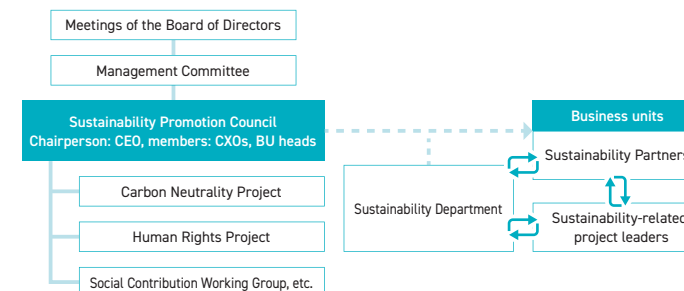 Meetings of the Board of Directors
Management Committee
Sustainability Promotion Council
Chairperson: CEO, members: CXOs, BU heads
Carbon Neutrality Project
Human Rights Project
Social Contribution Working Group, etc.
Sustainability Department
Business units
Sustainability Partners
Sustainability-related
project leaders